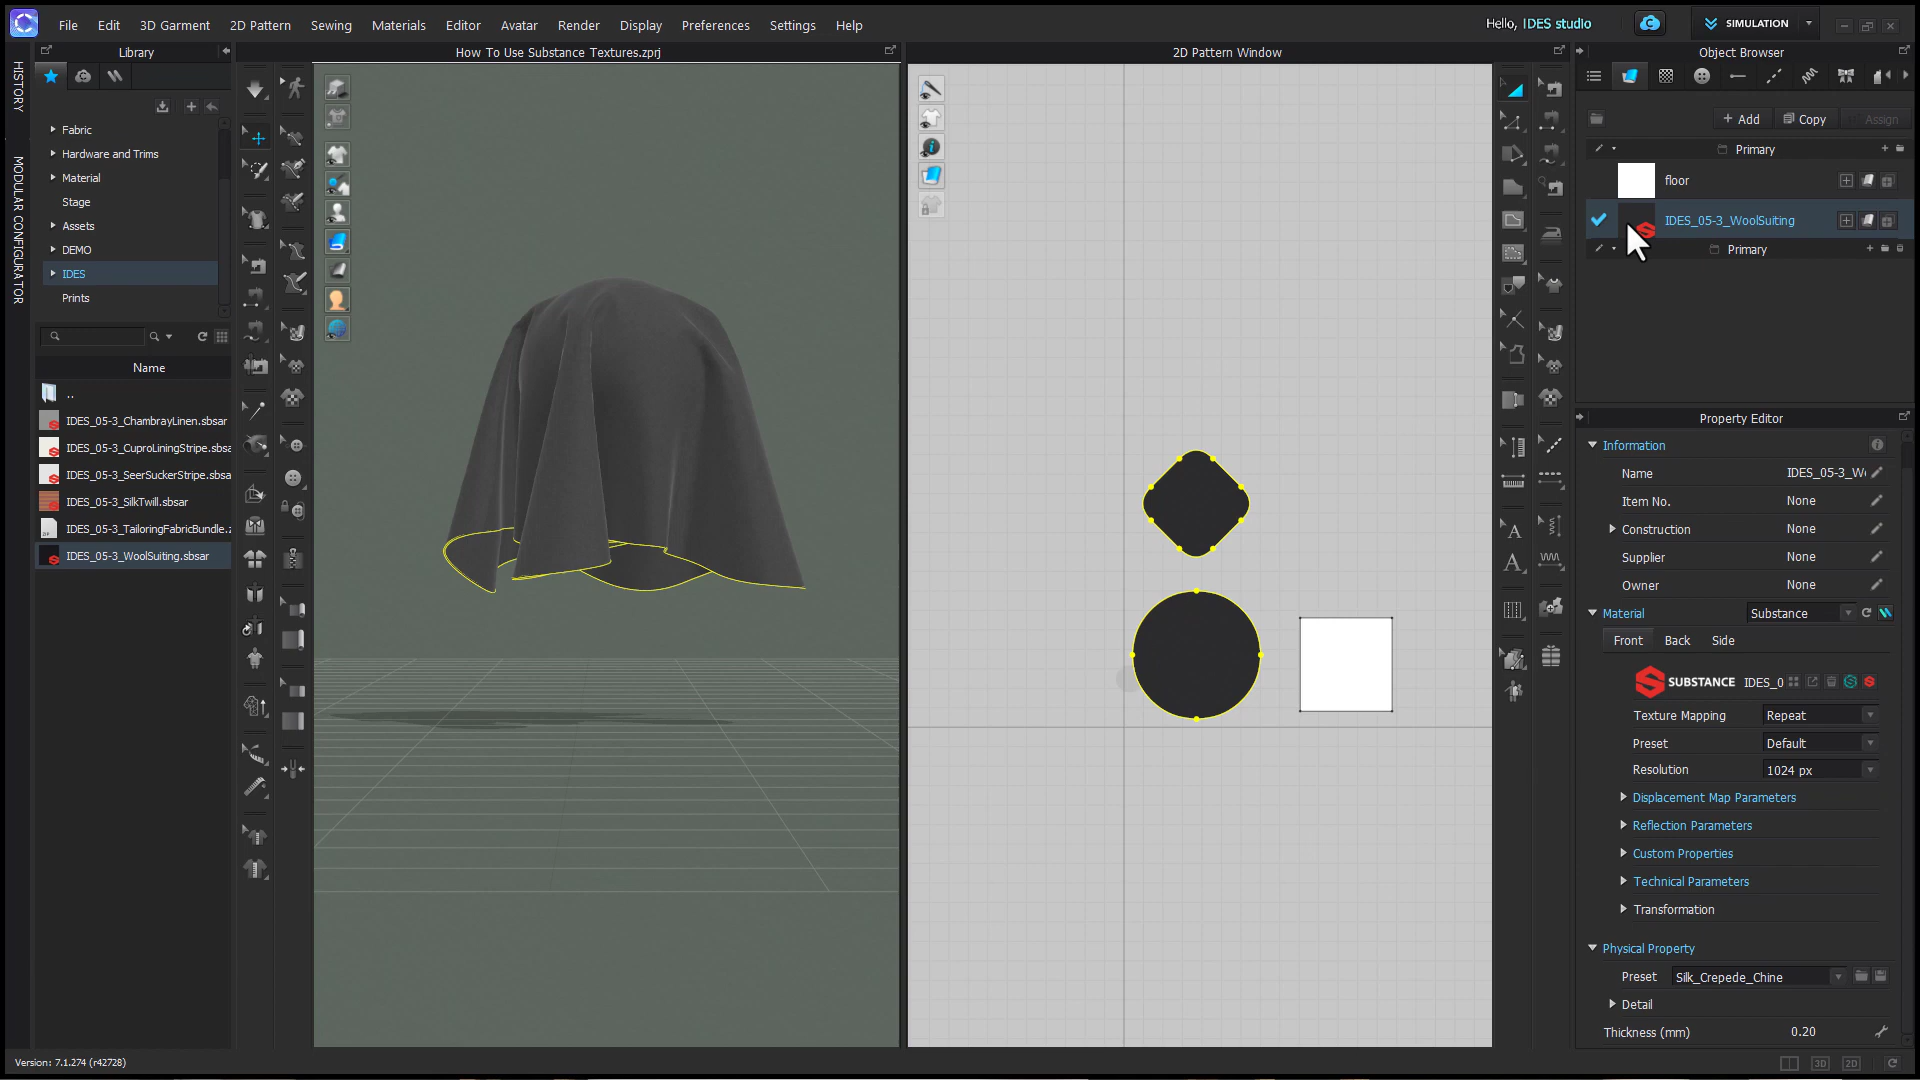 File Edit 3D Garment 2D Pattern Sewing Materials Editor Avatar Render Display Preferences Settings Help
Hello, IDES studio
SIMULATION
Library
How To Use Substance Textures.zprj
2D Pattern Window
Object Browser
HISTORY
MODULAR CONFIGURATOR
Fabric
Hardware and Trims
Material
Stage
Assets
DEMO
IDES
Prints
Name
..
IDES_05-3_ChambrayLinen.sbsar
IDES_05-3_CuproLiningStripe.sbsa
IDES_05-3_SeerSuckerStripe.sbsa
IDES_05-3_SilkTwill.sbsar
IDES_05-3_TailoringFabricBundle.z
IDES_05-3_WoolSuiting.sbsar
+ Add Copy Assign
Primary
floor
IDES_05-3_WoolSuiting
Primary
Property Editor
Information
Name IDES_05-3_W
Item No. None
Construction None
Supplier None
Owner None
Material Substance
Front Back Side
SUBSTANCE IDES_0
Texture Mapping Repeat
Preset Default
Resolution 1024 px
Displacement Map Parameters
Reflection Parameters
Custom Properties
Technical Parameters
Transformation
Physical Property
Preset Silk_Crepede_Chine
Detail
Thickness (mm) 0.20
Version: 7.1.274 (r42728)
3D 2D